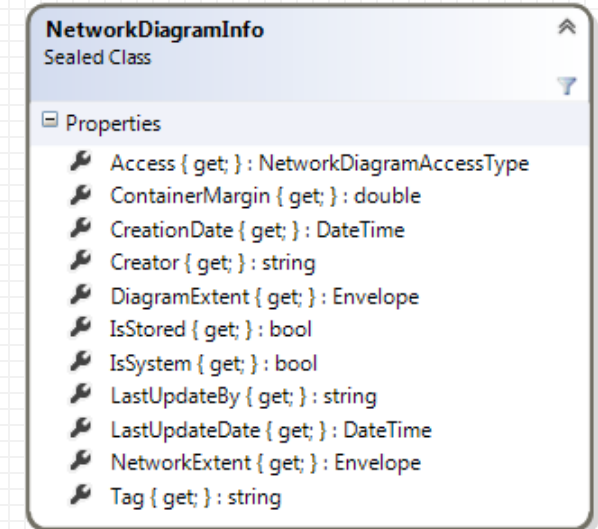 NetworkDiagramInfo
Sealed Class
Properties
Access { get; } : NetworkDiagramAccessType
ContainerMargin { get; } : double
CreationDate { get; } : DateTime
Creator { get; } : string
DiagramExtent { get; } : Envelope
IsStored { get; } : bool
IsSystem { get; } : bool
LastUpdateBy { get; } : string
LastUpdateDate { get; } : DateTime
NetworkExtent { get; } : Envelope
Tag { get; } : string